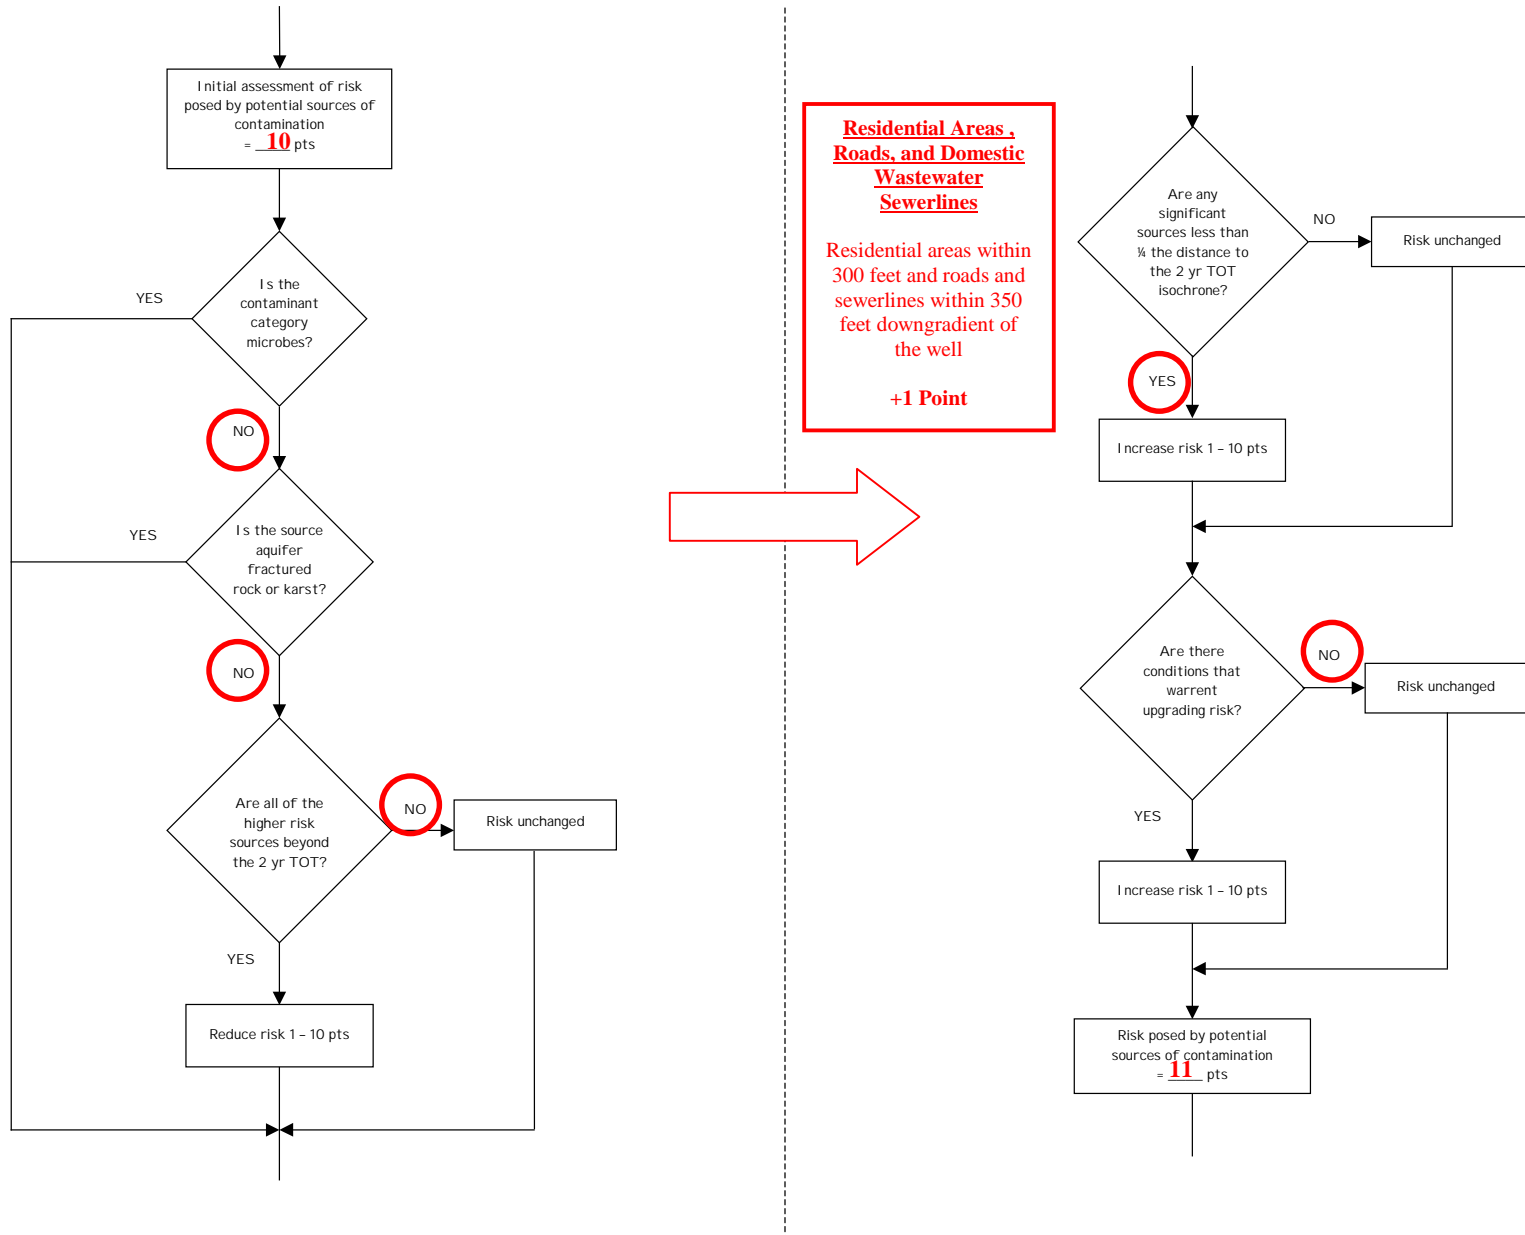 Initial assessment of risk
posed by potential sources of
contamination
= 10 pts
Is the
contaminant
category
microbes?
YES
NO
Is the source
aquifer
fractured
rock or karst?
YES
NO
Are all of the
higher risk
sources beyond
the 2 yr TOT?
NO
Risk unchanged
YES
Reduce risk 1 – 10 pts
Residential Areas ,
Roads, and Domestic
Wastewater
Sewerlines
Residential areas within
300 feet and roads and
sewerlines within 350
feet downgradient of
the well
+1 Point
Are any
significant
sources less than
¼ the distance to
the 2 yr TOT
isochrone?
NO
Risk unchanged
YES
Increase risk 1 – 10 pts
Are there
conditions that
warrent
upgrading risk?
NO
Risk unchanged
YES
Increase risk 1 – 10 pts
Risk posed by potential
sources of contamination
= 11 pts